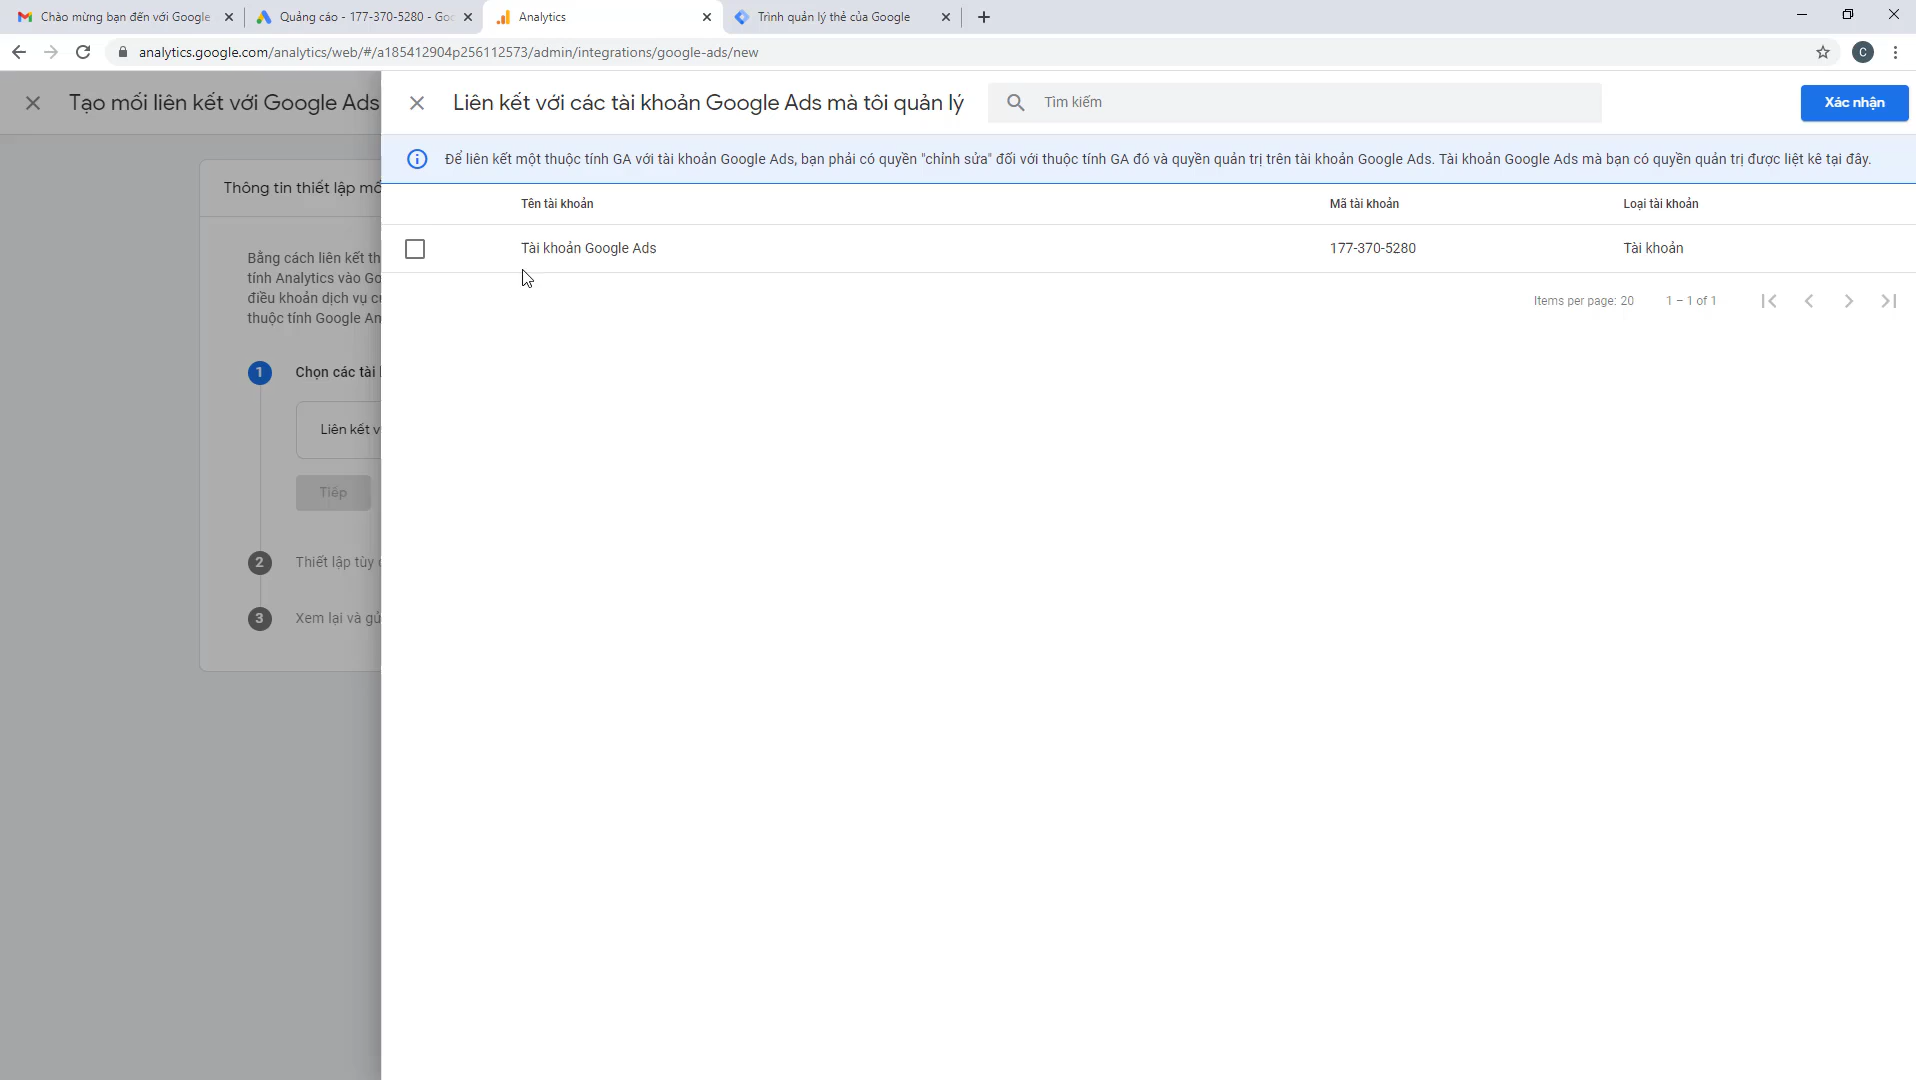 Chào mừng bạn đến với Google
Quảng cáo - 177-370-5280 - Goo
Analytics
Trình quản lý thẻ của Google
analytics.google.com/analytics/web/#/a185412904p256112573/admin/integrations/google-ads/new
C
Tạo mối liên kết với Google Ads
Liên kết với các tài khoản Google Ads mà tôi quản lý
Tìm kiếm
Xác nhận
Để liên kết một thuộc tính GA với tài khoản Google Ads, bạn phải có quyền "chỉnh sửa" đối với thuộc tính GA đó và quyền quản trị trên tài khoản Google Ads. Tài khoản Google Ads mà bạn có quyền quản trị được liệt kê tại đây.
Thông tin thiết lập mố
Tên tài khoản
Mã tài khoản
Loại tài khoản
Tài khoản Google Ads
177-370-5280
Tài khoản
Items per page: 20
1 – 1 of 1
Bằng cách liên kết th
tính Analytics vào Go
điều khoản dịch vụ c
thuộc tính Google An
1
Chọn các tài
Liên kết v
Tiếp
2
Thiết lập tùy
3
Xem lại và gử